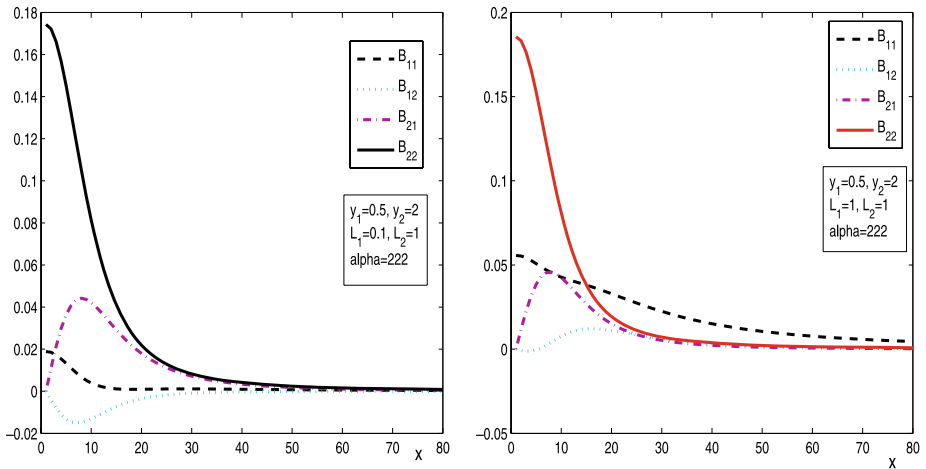 0.18
0.16
0.14
0.12
0.1
0.08
0.06
0.04
0.02
0
−0.02
0 10 20 30 40 50 60 70 80
x
B11
B12
B21
B22
y1=0.5, y2=2
L1=0.1, L2=1
alpha=222
0.2
0.15
0.1
0.05
0
−0.05
0 10 20 30 40 50 60 70 80
x
B11
B12
B21
B22
y1=0.5, y2=2
L1=1, L2=1
alpha=222